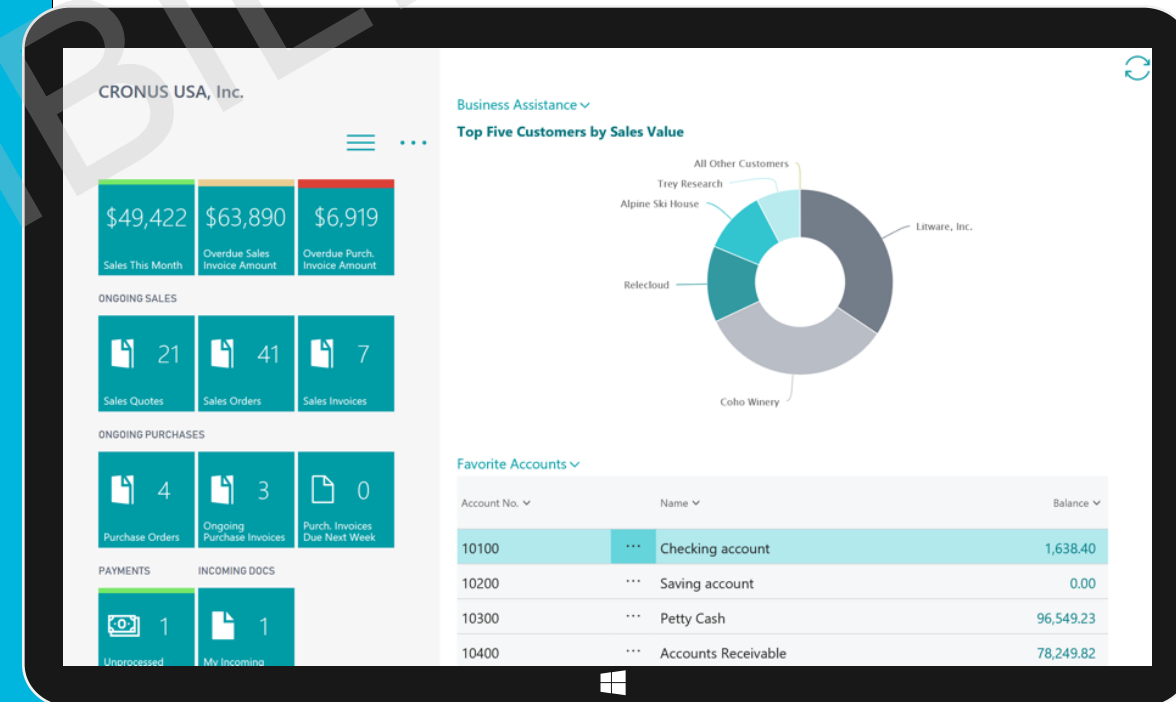 CRONUS USA, Inc.
$49,422
Sales This Month
$63,890
Overdue Sales
Invoice Amount
$6,919
Overdue Purch.
Invoice Amount
ONGOING SALES
21
Sales Quotes
41
Sales Orders
7
Sales Invoices
ONGOING PURCHASES
4
Purchase Orders
3
Ongoing
Purchase Invoices
0
Purch. Invoices
Due Next Week
PAYMENTS
INCOMING DOCS
1
Unprocessed
1
My Incoming
Business Assistance
Top Five Customers by Sales Value
All Other Customers
Trey Research
Alpine Ski House
Litware, Inc.
Relecloud
Coho Winery
Favorite Accounts
Account No. Name Balance
10100 ··· Checking account 1,638.40
10200 ··· Saving account 0.00
10300 ··· Petty Cash 96,549.23
10400 ··· Accounts Receivable 78,249.82